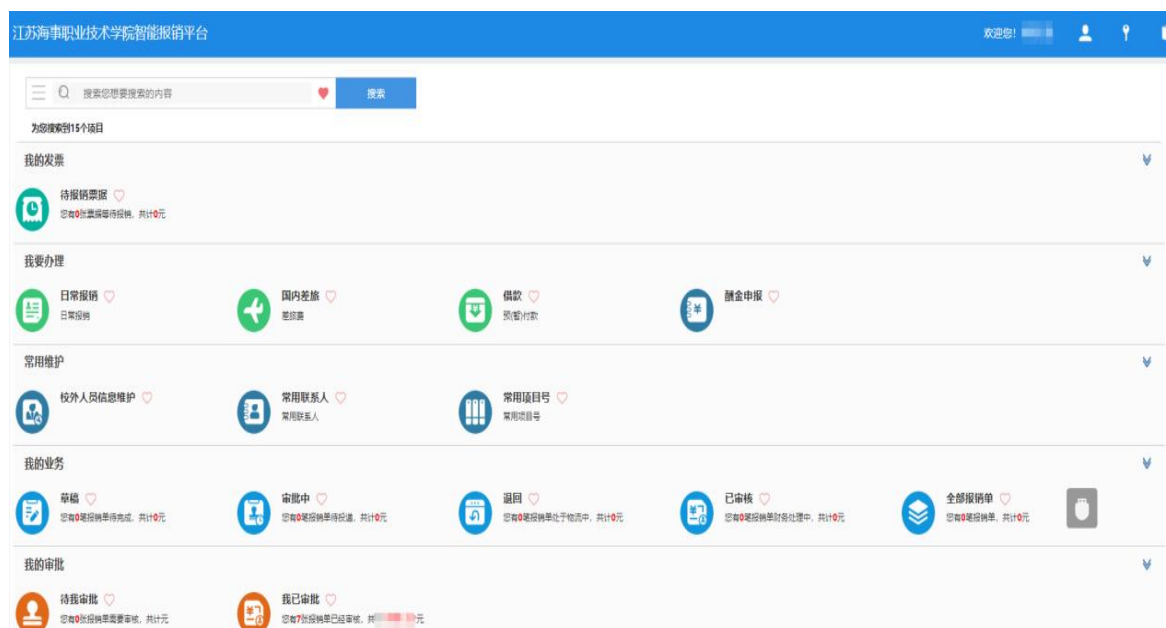 江苏海事职业技术学院智能报销平台
欢迎您!
搜索您想要搜索的内容
搜索
为您搜索到15个项目
我的发票
待报销票据
您有0张票据等待报销，共计0元
我要办理
日常报销
日常报销
国内差旅
差旅费
借款
预(暂)付款
酬金申报
常用维护
校外人员信息维护
常用联系人
常用联系人
常用项目号
常用项目号
我的业务
草稿
您有0笔报销单待完成，共计0元
审批中
您有0笔报销单待投递，共计0元
退回
您有0笔报销单处于物流中，共计0元
已审核
您有0笔报销单财务处理中，共计0元
全部报销单
您有0笔报销单，共计0元
我的审批
待我审批
您有0张报销单需要审核，共计元
我已审批
您有7张报销单已经审核，共 元